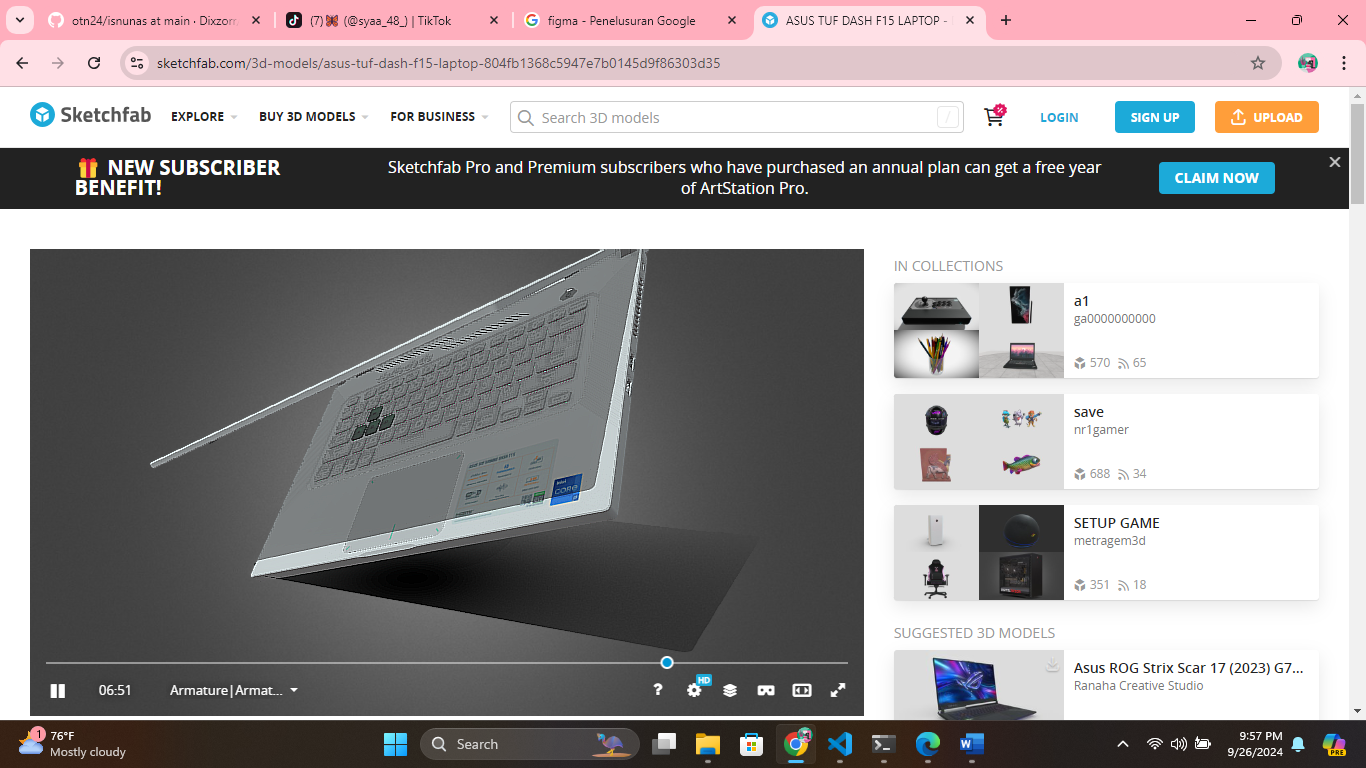 otn24/isnunas at main · Dixzorn
(7) 🦋 (@syaa_48_) | TikTok
figma - Penelusuran Google
ASUS TUF DASH F15 LAPTOP -
sketchfab.com/3d-models/asus-tuf-dash-f15-laptop-804fb1368c5947e7b0145d9f86303d35
Sketchfab
EXPLORE
BUY 3D MODELS
FOR BUSINESS
Search 3D models
/
%
LOGIN
SIGN UP
UPLOAD
🎁 NEW SUBSCRIBER
BENEFIT!
Sketchfab Pro and Premium subscribers who have purchased an annual plan can get a free year
of ArtStation Pro.
CLAIM NOW
intel
CORE
06:51
Armature|Armat...
?
HD
IN COLLECTIONS
a1
ga0000000000
570 65
save
nr1gamer
688 34
SETUP GAME
metragem3d
351 18
SUGGESTED 3D MODELS
Asus ROG Strix Scar 17 (2023) G7...
Ranaha Creative Studio
1
76°F
Mostly cloudy
Search
9:57 PM
9/26/2024
PRE